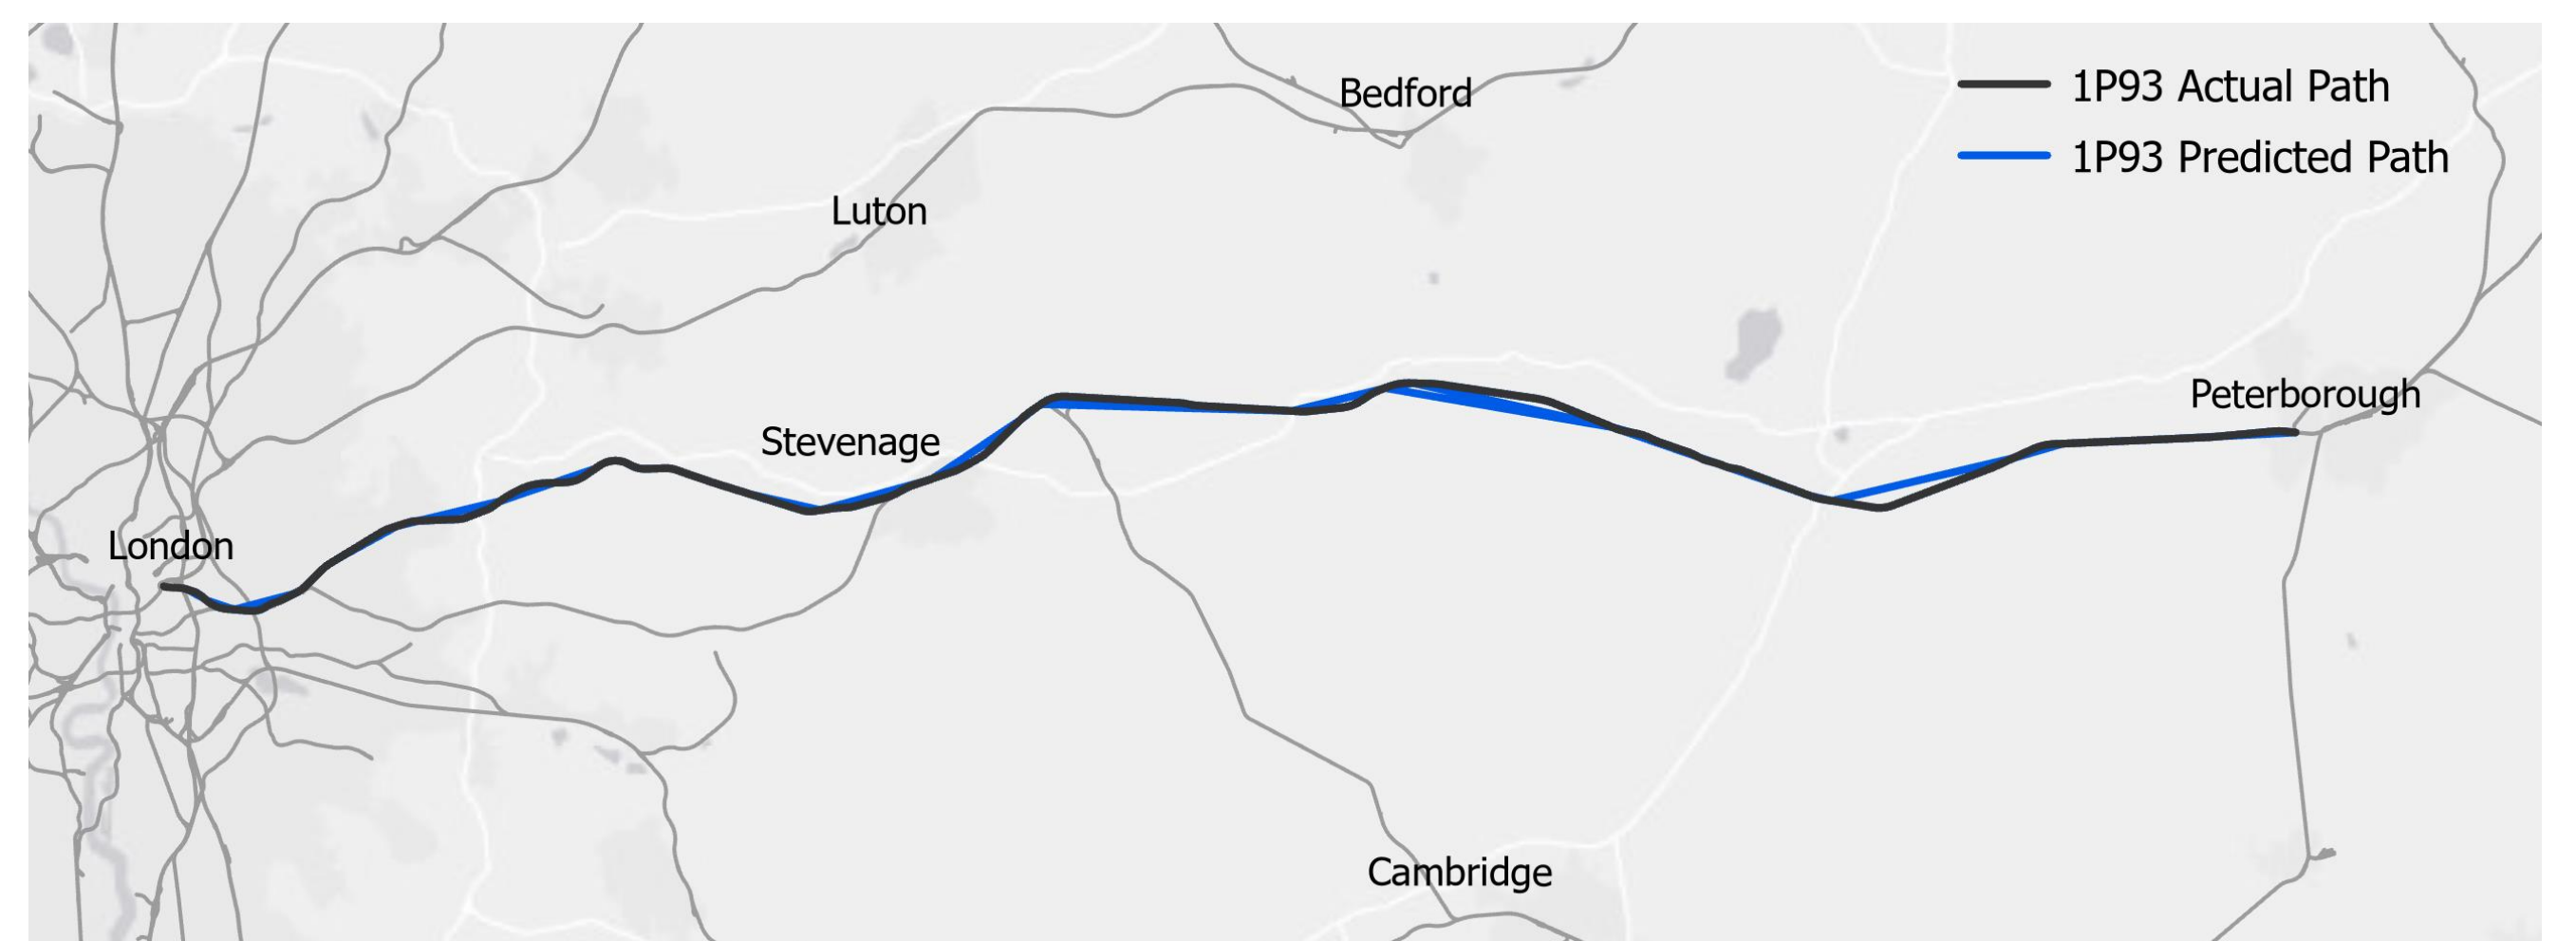 Bedford
1P93 Actual Path
1P93 Predicted Path
Luton
Peterborough
Stevenage
London
Cambridge